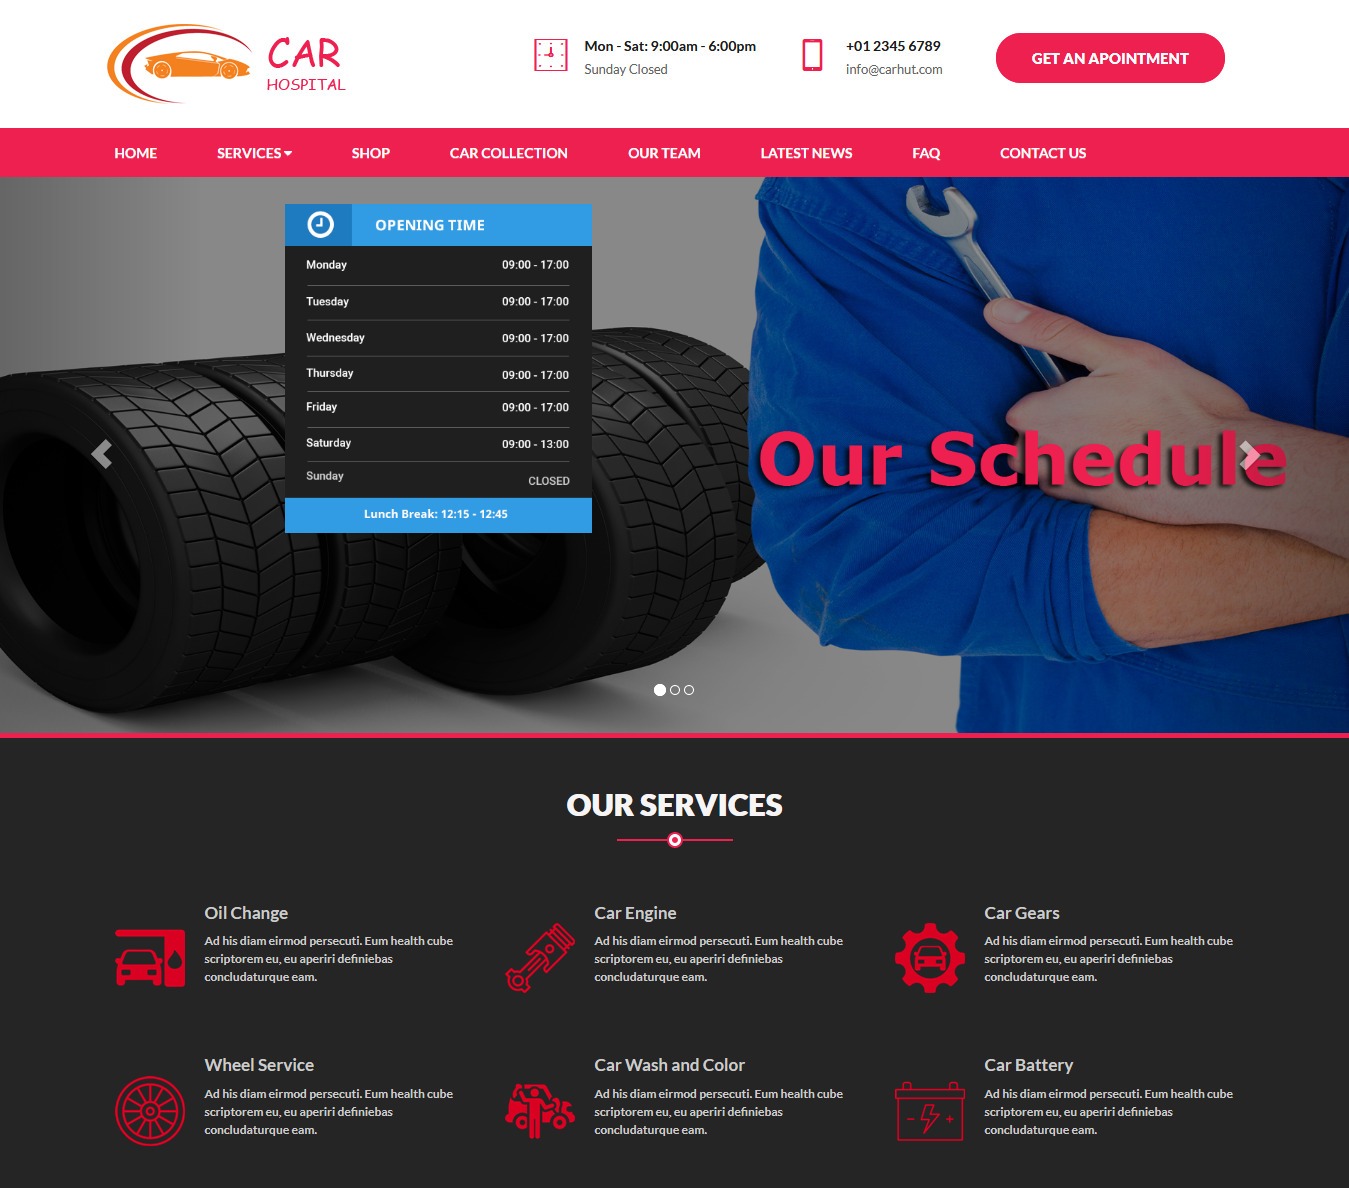 CAR
HOSPITAL
Mon - Sat: 9:00am - 6:00pm
Sunday Closed
+01 2345 6789
info@carhut.com
GET AN APOINTMENT
HOME SERVICES SHOP CAR COLLECTION OUR TEAM LATEST NEWS FAQ CONTACT US
OPENING TIME
Monday 09:00 - 17:00
Tuesday 09:00 - 17:00
Wednesday 09:00 - 17:00
Thursday 09:00 - 17:00
Friday 09:00 - 17:00
Saturday 09:00 - 13:00
Sunday CLOSED
Lunch Break: 12:15 - 12:45
Our Schedule
OUR SERVICES
Oil Change
Ad his diam eirmod persecuti. Eum health cube
scriptorem eu, eu aperiri definiebas
concludaturque eam.
Car Engine
Ad his diam eirmod persecuti. Eum health cube
scriptorem eu, eu aperiri definiebas
concludaturque eam.
Car Gears
Ad his diam eirmod persecuti. Eum health cube
scriptorem eu, eu aperiri definiebas
concludaturque eam.
Wheel Service
Ad his diam eirmod persecuti. Eum health cube
scriptorem eu, eu aperiri definiebas
concludaturque eam.
Car Wash and Color
Ad his diam eirmod persecuti. Eum health cube
scriptorem eu, eu aperiri definiebas
concludaturque eam.
Car Battery
Ad his diam eirmod persecuti. Eum health cube
scriptorem eu, eu aperiri definiebas
concludaturque eam.